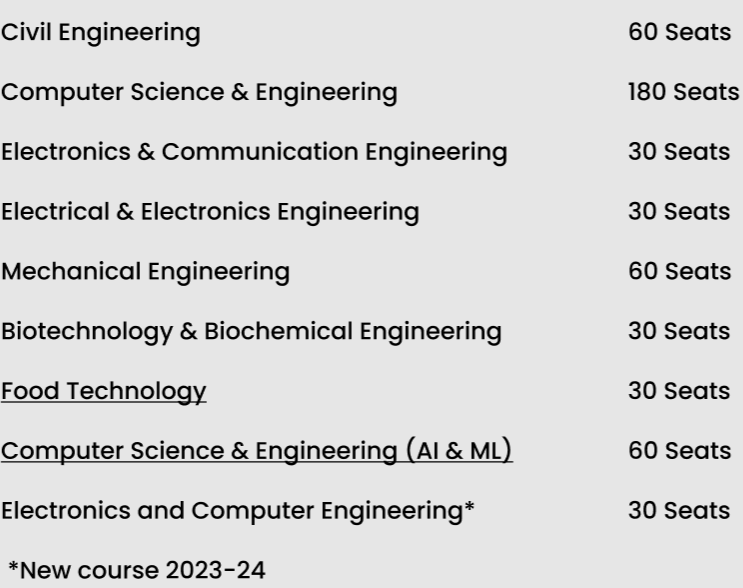 Civil Engineering 60 Seats
Computer Science & Engineering 180 Seats
Electronics & Communication Engineering 30 Seats
Electrical & Electronics Engineering 30 Seats
Mechanical Engineering 60 Seats
Biotechnology & Biochemical Engineering 30 Seats
Food Technology 30 Seats
Computer Science & Engineering (AI & ML) 60 Seats
Electronics and Computer Engineering* 30 Seats
*New course 2023-24